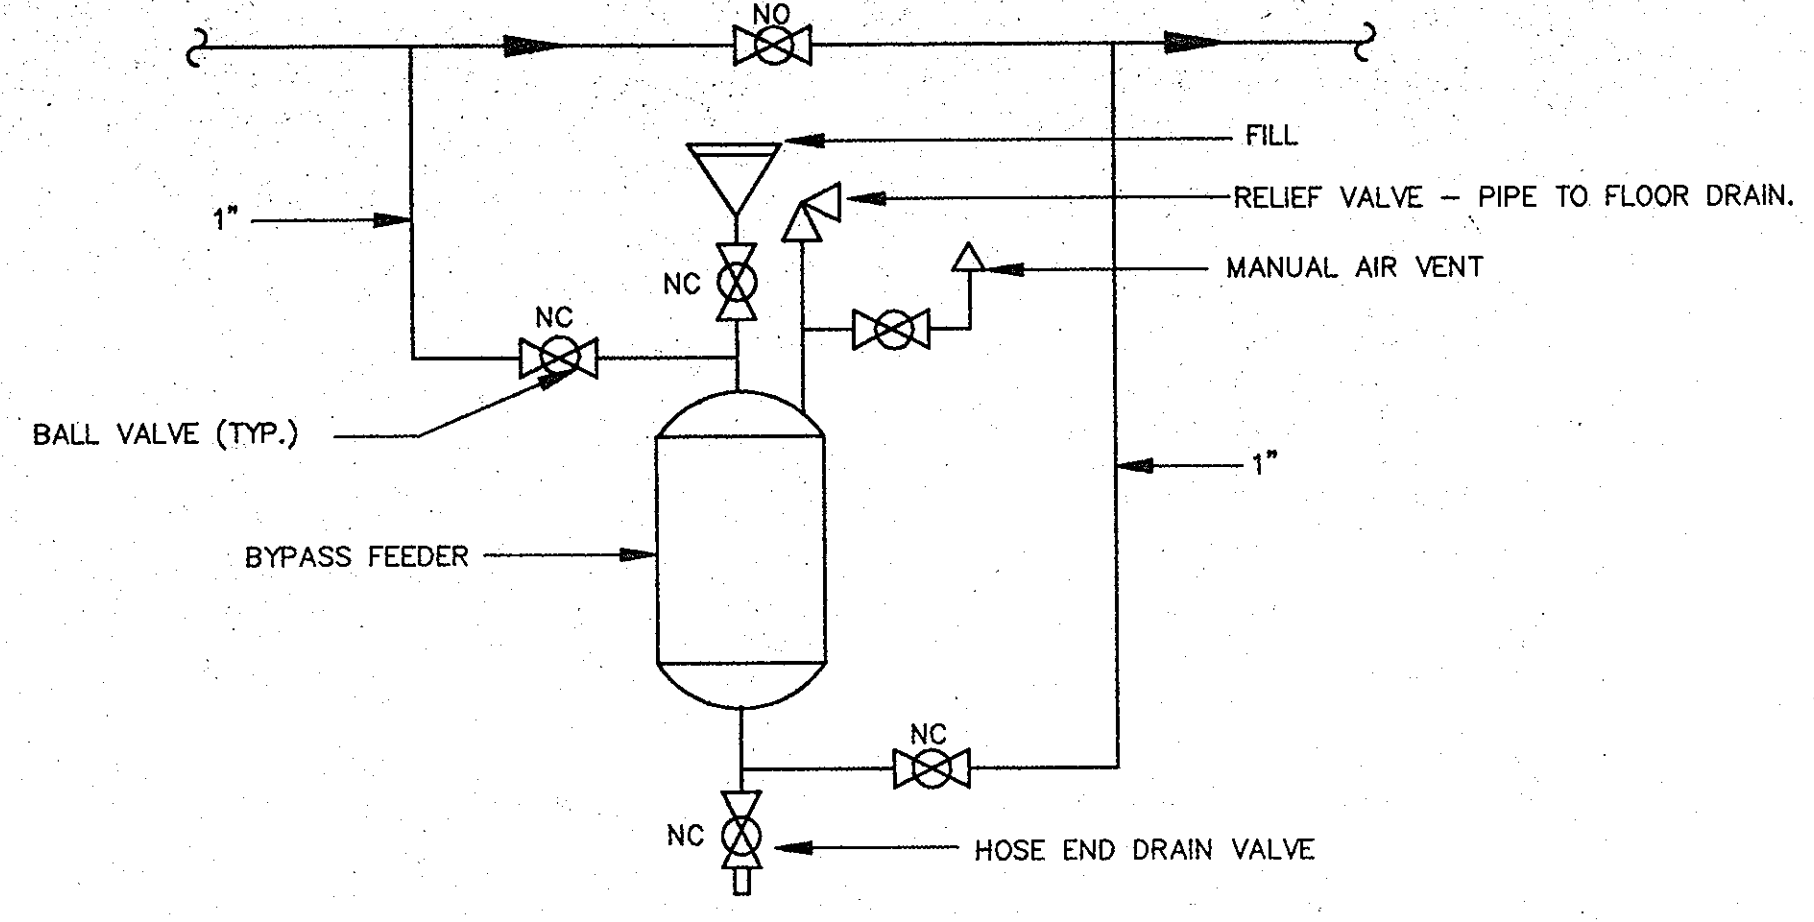 NO
FILL
RELIEF VALVE – PIPE TO FLOOR DRAIN.
1"
MANUAL AIR VENT
NC
NC
BALL VALVE (TYP.)
1"
BYPASS FEEDER
NC
NC
HOSE END DRAIN VALVE